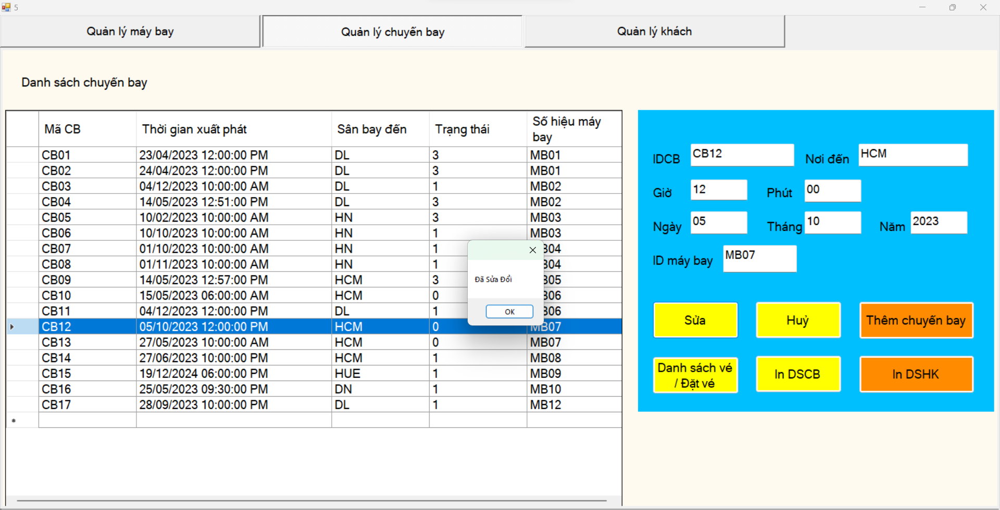 5
Quản lý máy bay
Quản lý chuyến bay
Quản lý khách
Danh sách chuyến bay
Mã CB Thời gian xuất phát Sân bay đến Trạng thái Số hiệu máy bay
CB01 23/04/2023 12:00:00 PM DL 3 MB01
CB02 24/04/2023 12:00:00 PM DL 3 MB01
CB03 04/12/2023 10:00:00 AM DL 1 MB02
CB04 14/05/2023 12:51:00 PM DL 3 MB02
CB05 10/02/2023 10:00:00 AM HN 3 MB03
CB06 10/10/2023 10:00:00 AM HN 1 MB03
CB07 01/10/2023 10:00:00 AM HN 1 B04
CB08 01/11/2023 10:00:00 AM HN 1 B04
CB09 14/05/2023 12:57:00 PM HCM 3 B05
CB10 15/05/2023 06:00:00 AM HCM 0 B06
CB11 04/12/2023 12:00:00 PM DL 1 B06
CB12 05/10/2023 12:00:00 PM HCM 0 MB07
CB13 27/05/2023 10:00:00 AM HCM 0 MB07
CB14 27/06/2023 10:00:00 PM HCM 1 MB08
CB15 19/12/2024 06:00:00 PM HUE 1 MB09
CB16 25/05/2023 09:30:00 PM DN 1 MB10
CB17 28/09/2023 10:00:00 PM DL 1 MB12
Đã Sửa Đổi
OK
IDCB CB12 Nơi đến HCM
Giờ 12 Phút 00
Ngày 05 Tháng 10 Năm 2023
ID máy bay MB07
Sửa
Huỷ
Thêm chuyến bay
Danh sách vé
/ Đặt vé
In DSCB
In DSHK